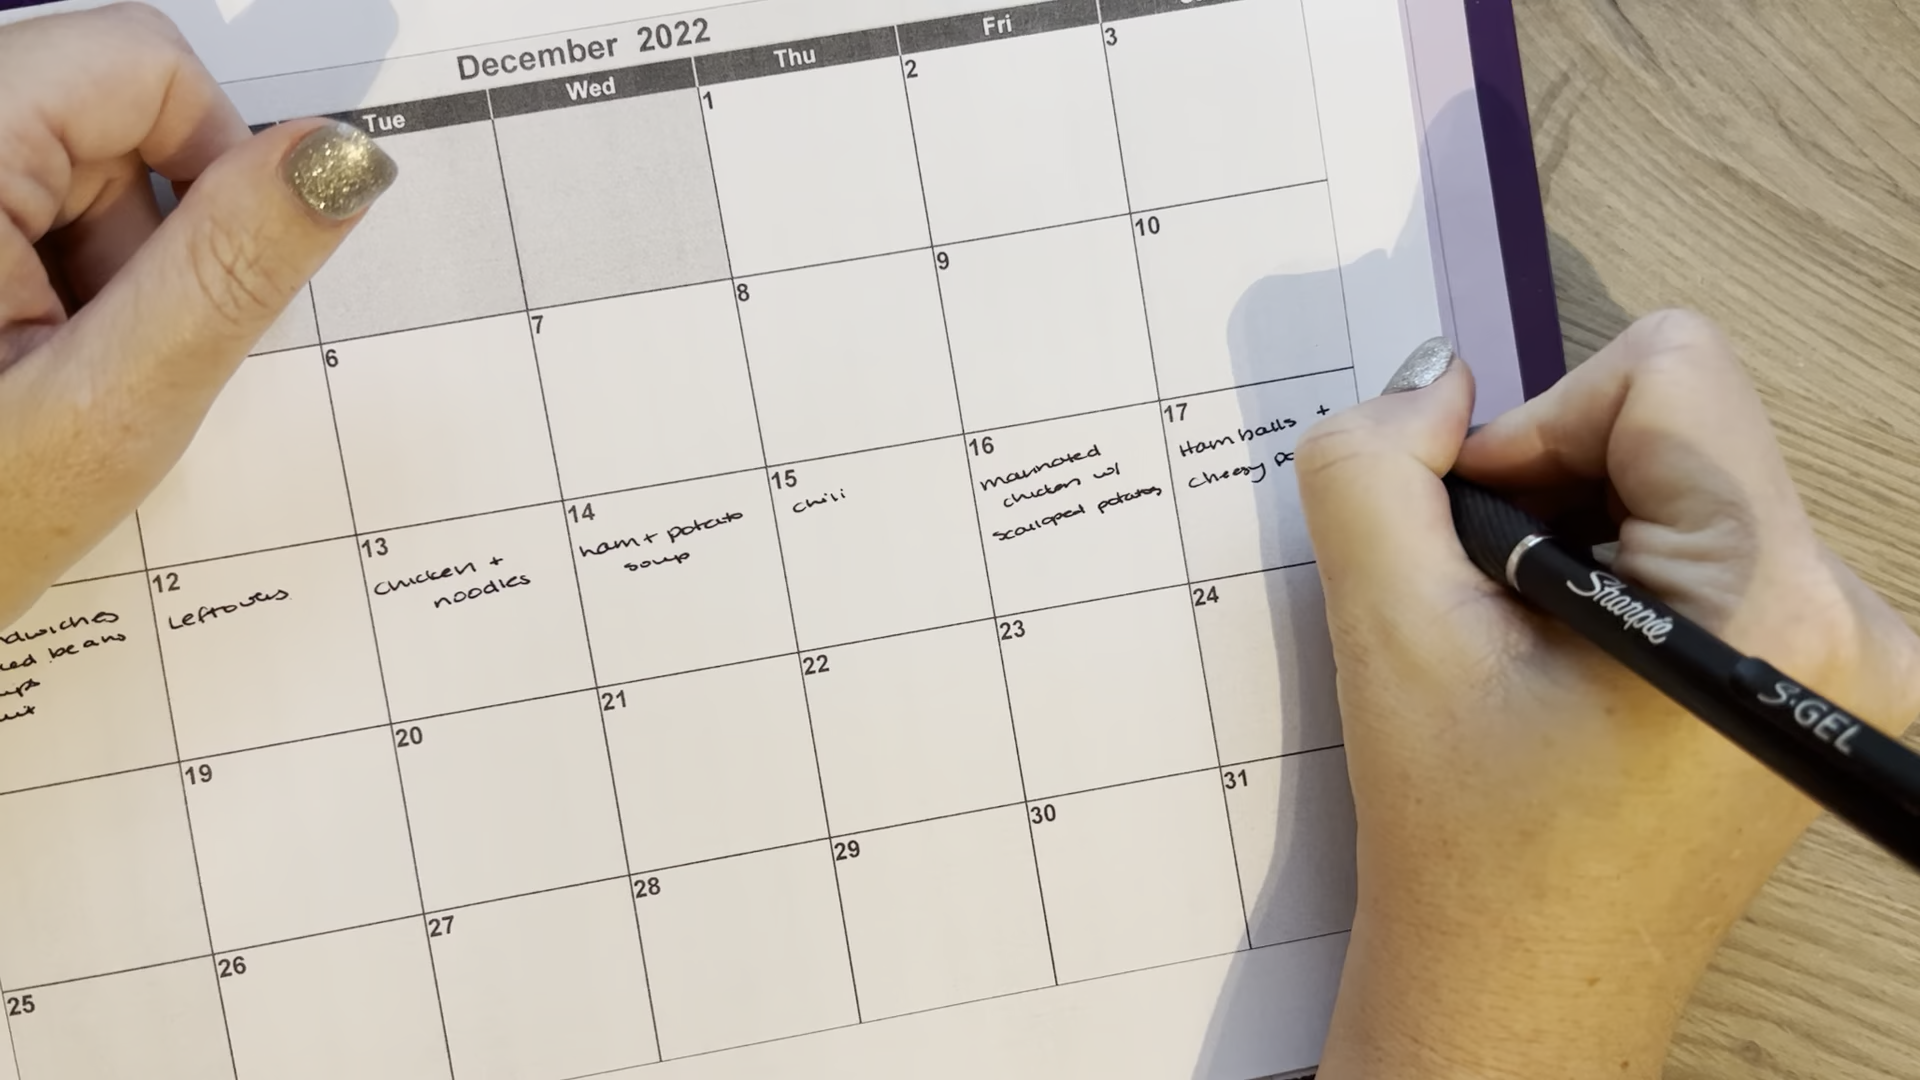 December 2022
Tue Wed Thu Fri
1 2 3
6 7 8 9 10
12
Leftovers
13
chicken +
noodles
14
ham + potato
soup
15
chili
16
marinated
chicken w/
scalloped potatoes
17
Ham balls +
cheesy
beans
19 20 21 22 23 24
25 26 27 28 29 30 31
Sharpie
S·GEL